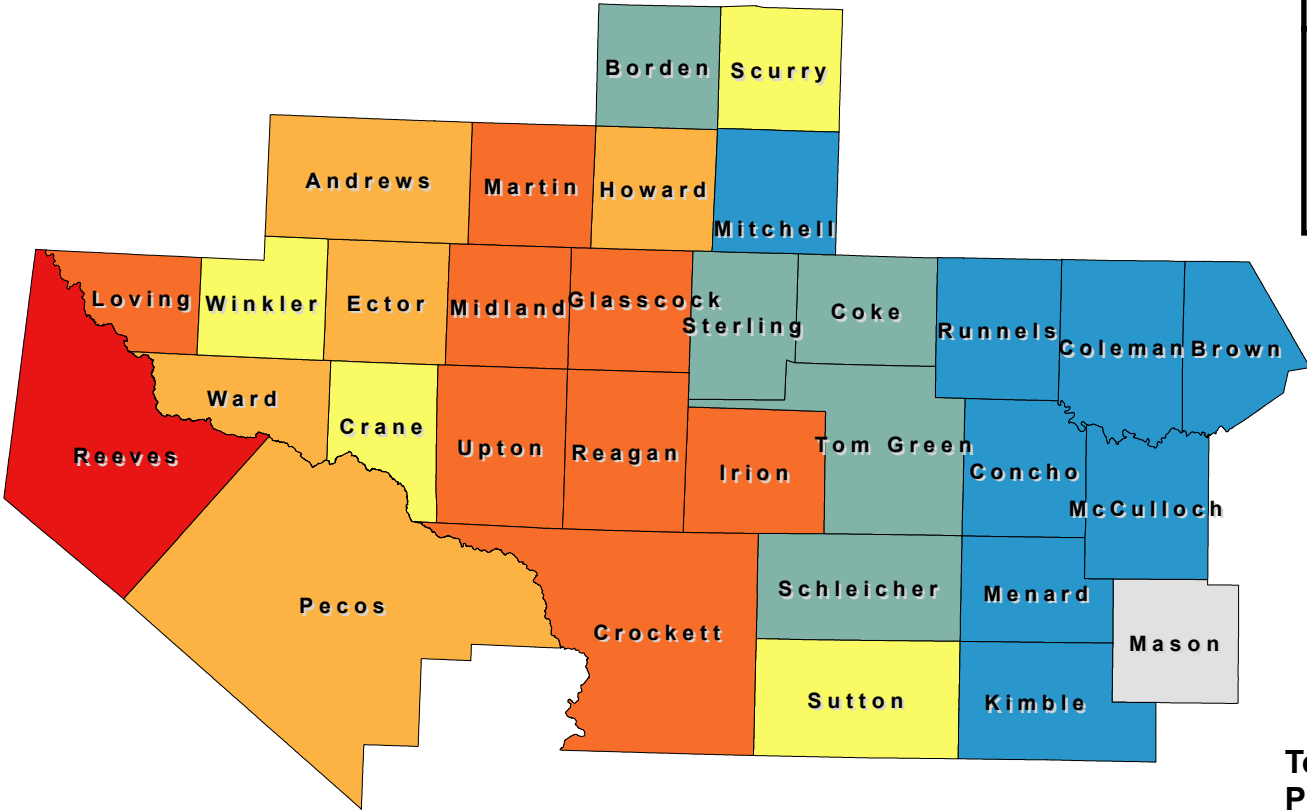 Borden
Scurry
Andrews
Martin
Howard
Mitchell
Loving
Winkler
Ector
Midland
Glasscock
Sterling
Coke
Runnels
Coleman
Brown
Ward
Crane
Reeves
Upton
Reagan
Irion
Tom Green
Concho
McCulloch
Pecos
Crockett
Schleicher
Menard
Mason
Sutton
Kimble